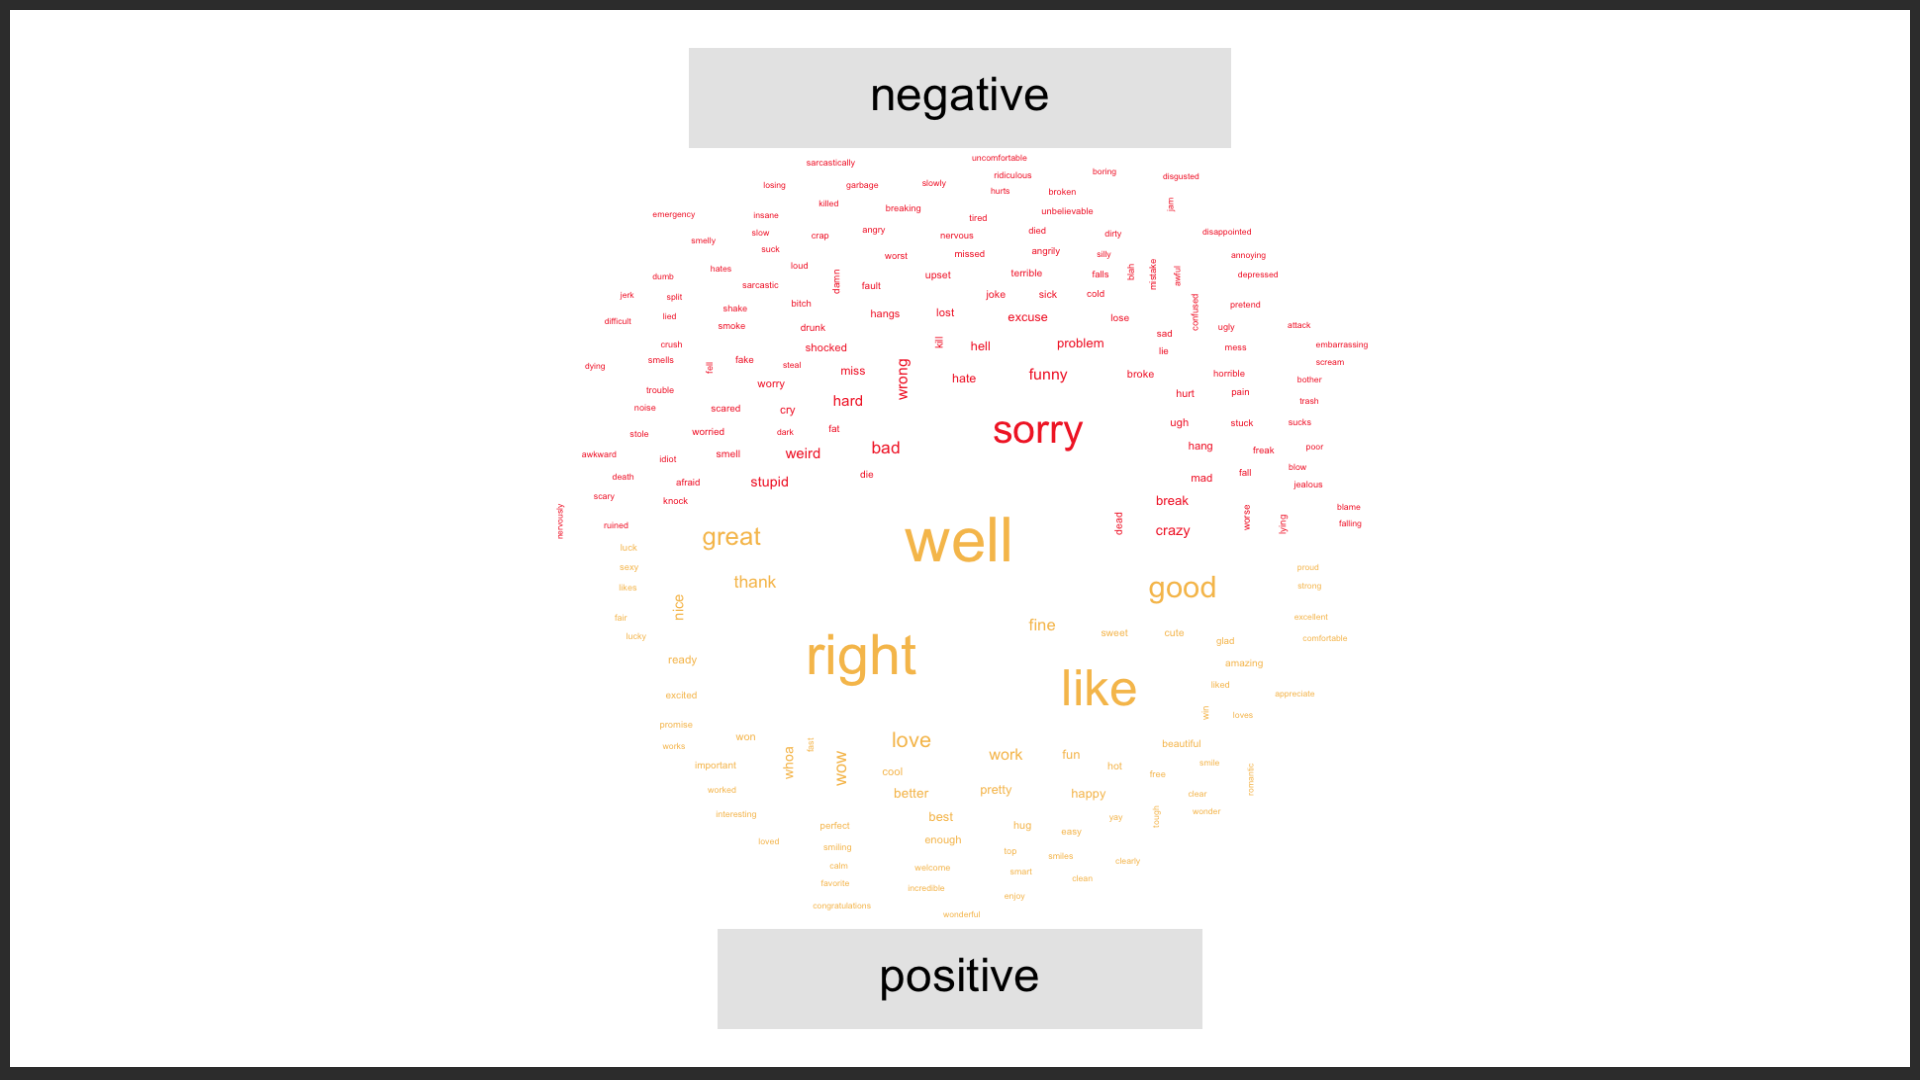 negative
sarcastically
uncomfortable
ridiculous
boring
disgusted
losing
garbage
slowly
hurts
broken
killed
breaking
unbelievable
jam
emergency
insane
tired
slow
crap
angry
nervous
died
dirty
disappointed
smelly
suck
worst
missed
angrily
silly
annoying
dumb
hates
loud
damn
fault
upset
terrible
falls
blah
mistake
awful
depressed
sarcastic
jerk
split
shake
bitch
hangs
lost
joke
sick
cold
confused
pretend
difficult
lied
smoke
drunk
excuse
lose
ugly
attack
crush
shocked
kill
hell
problem
sad
lie
mess
embarrassing
dying
smells
fell
fake
steal
miss
wrong
hate
funny
broke
horrible
scream
bother
trouble
worry
hard
hurt
pain
trash
noise
scared
cry
sorry
ugh
stuck
sucks
stole
worried
dark
fat
bad
hang
freak
poor
awkward
idiot
smell
weird
die
mad
fall
blow
death
afraid
stupid
jealous
scary
knock
break
blame
nervously
ruined
dead
crazy
worse
lying
falling
luck
great
well
sexy
thank
good
proud
likes
nice
strong
fair
fine
sweet
cute
excellent
lucky
glad
comfortable
ready
right
like
amazing
excited
liked
appreciate
promise
win
loves
works
won
whoa
fast
wow
love
work
fun
beautiful
important
cool
hot
free
smile
romantic
worked
better
pretty
happy
clear
interesting
best
yay
tough
wonder
loved
perfect
enough
hug
easy
smiling
top
smiles
clearly
calm
welcome
smart
clean
favorite
incredible
enjoy
congratulations
wonderful
positive